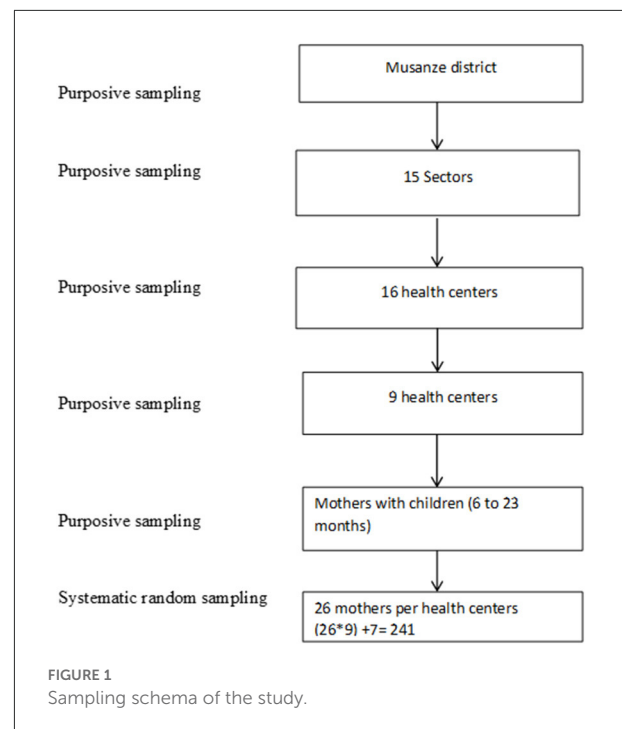 Purposive sampling
Musanze district
Purposive sampling
15 Sectors
Purposive sampling
16 health centers
Purposive sampling
9 health centers
Purposive sampling
Mothers with children (6 to 23
months)
Systematic random sampling
26 mothers per health centers
(26*9) +7= 241
FIGURE 1
Sampling schema of the study.